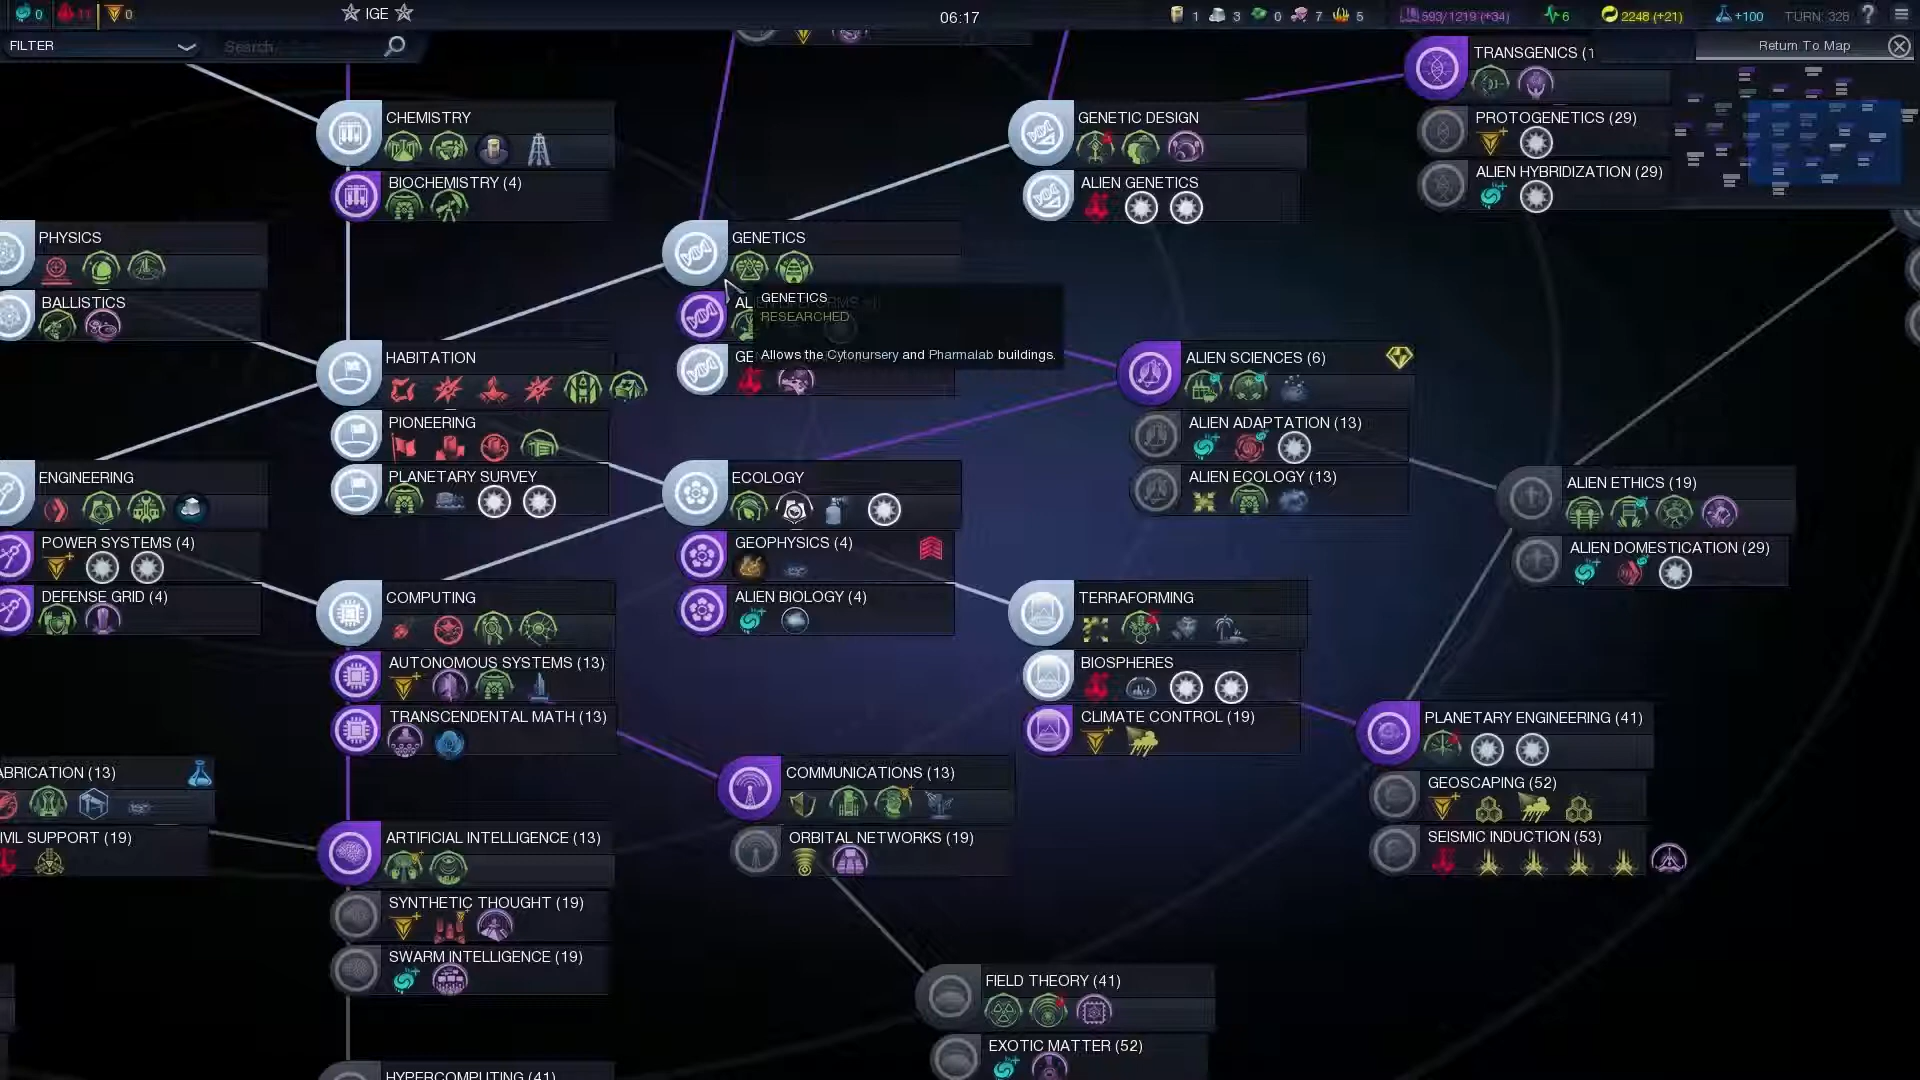 0 11 0 IGE 06:17 1 3 0 7 5 593/1219 (+34) 6 2248 (+21) +100 TURN: 326 ?
FILTER Search Return To Map
TRANSGENICS (1
CHEMISTRY
BIOCHEMISTRY (4)
GENETIC DESIGN
ALIEN GENETICS
PROTOGENETICS (29)
ALIEN HYBRIDIZATION (29)
PHYSICS
BALLISTICS
GENETICS
GENETICS
RESEARCHED
Allows the Cytonursery and Pharmalab buildings.
HABITATION
PIONEERING
PLANETARY SURVEY
ALIEN SCIENCES (6)
ALIEN ADAPTATION (13)
ALIEN ECOLOGY (13)
ENGINEERING
POWER SYSTEMS (4)
DEFENSE GRID (4)
ECOLOGY
GEOPHYSICS (4)
ALIEN BIOLOGY (4)
ALIEN ETHICS (19)
ALIEN DOMESTICATION (29)
COMPUTING
AUTONOMOUS SYSTEMS (13)
TRANSCENDENTAL MATH (13)
TERRAFORMING
BIOSPHERES
CLIMATE CONTROL (19)
PLANETARY ENGINEERING (41)
GEOSCAPING (52)
SEISMIC INDUCTION (53)
ABRICATION (13)
IVIL SUPPORT (19)
COMMUNICATIONS (13)
ORBITAL NETWORKS (19)
ARTIFICIAL INTELLIGENCE (13)
SYNTHETIC THOUGHT (19)
SWARM INTELLIGENCE (19)
FIELD THEORY (41)
EXOTIC MATTER (52)
HYPERCOMPUTING (41)